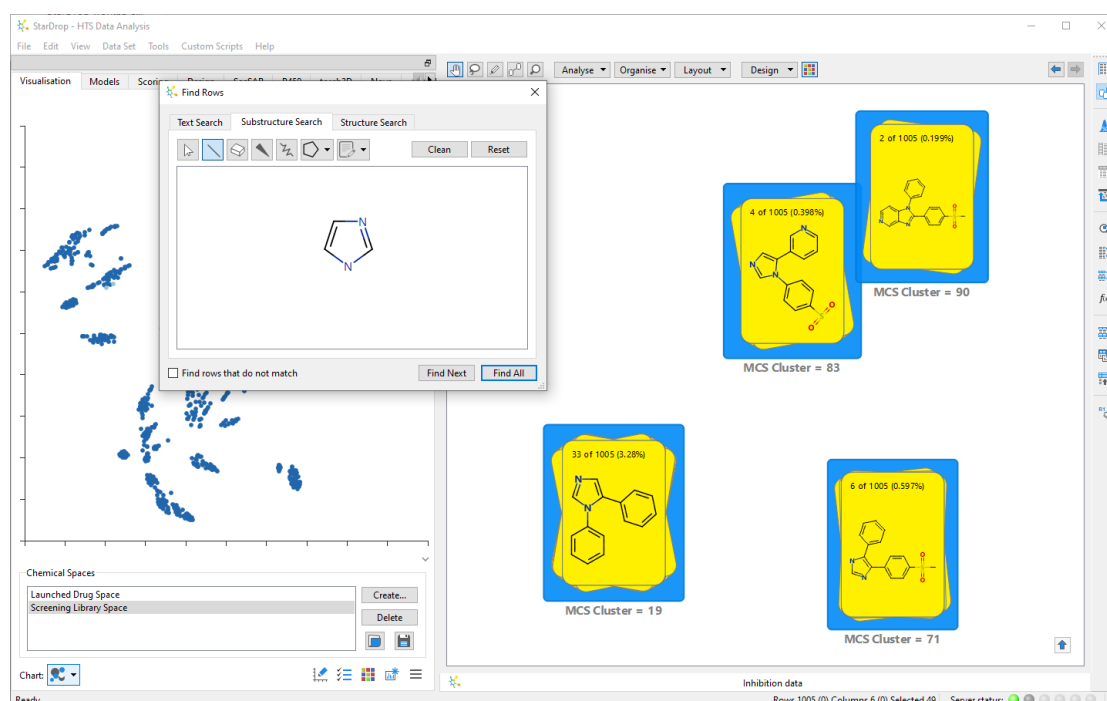 StarDrop - HTS Data Analysis
File Edit View Data Set Tools Custom Scripts Help
Visualisation Models
Analyse Organise Layout Design
Find Rows
Text Search Substructure Search Structure Search
Clean Reset
N
N
Find rows that do not match Find Next Find All
2 of 1005 (0.199%)
MCS Cluster = 90
4 of 1005 (0.398%)
MCS Cluster = 83
33 of 1005 (3.28%)
MCS Cluster = 19
6 of 1005 (0.597%)
MCS Cluster = 71
Chemical Spaces
Launched Drug Space
Screening Library Space
Create...
Delete
Chart:
Inhibition data
Ready
Rows 1005 (0) Columns 6 (0) Selected 49 Server status: